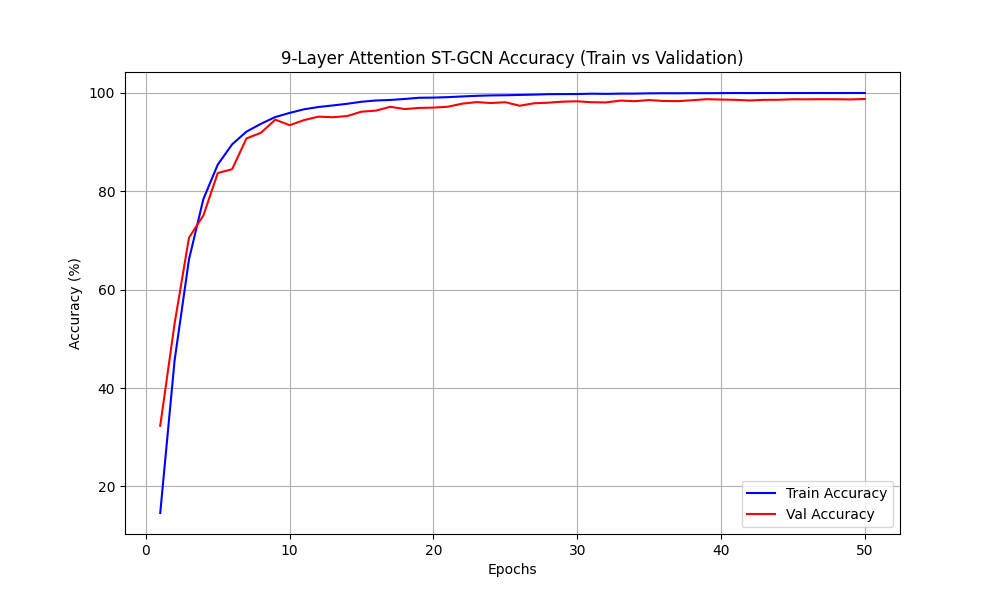 9-Layer Attention ST-GCN Accuracy (Train vs Validation)
Accuracy (%)
100
80
60
40
20
0
10
20
30
40
50
Epochs
Train Accuracy
Val Accuracy